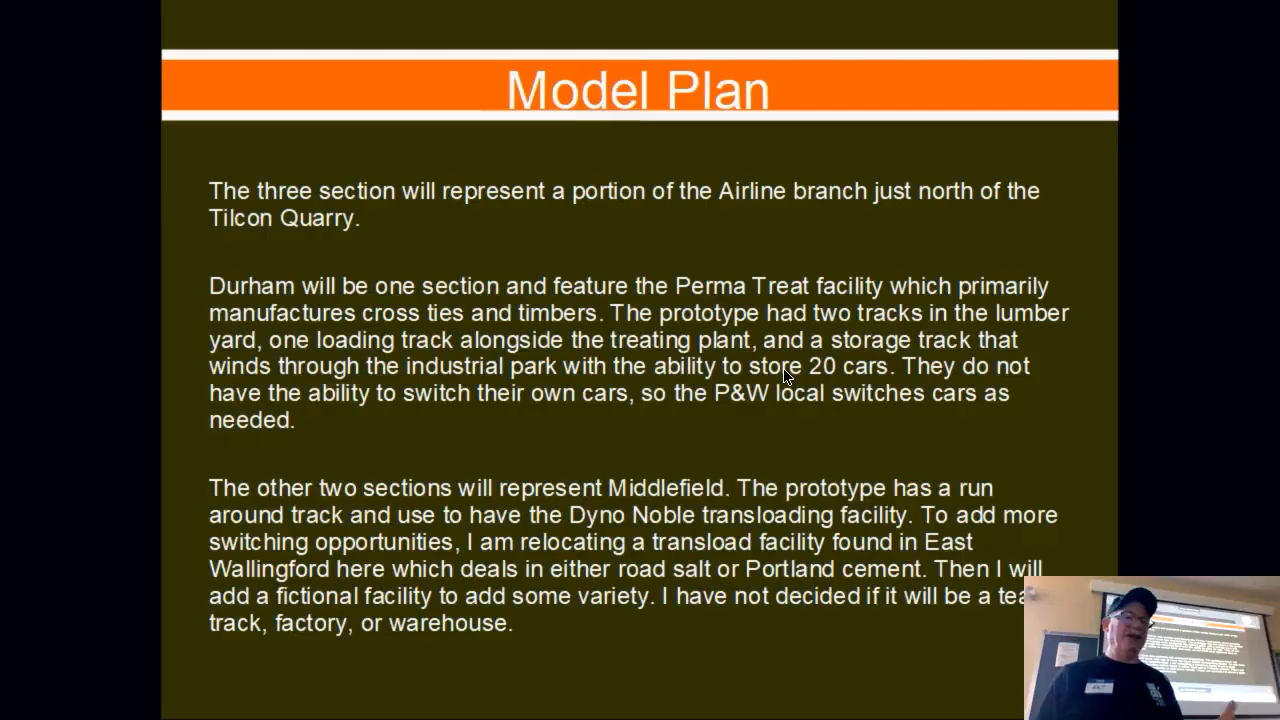 Model Plan
The three section will represent a portion of the Airline branch just north of the
Tilcon Quarry.
Durham will be one section and feature the Perma Treat facility which primarily
manufactures cross ties and timbers. The prototype had two tracks in the lumber
yard, one loading track alongside the treating plant, and a storage track that
winds through the industrial park with the ability to store 20 cars. They do not
have the ability to switch their own cars, so the P&W local switches cars as
needed.
The other two sections will represent Middlefield. The prototype has a run
around track and use to have the Dyno Noble transloading facility. To add more
switching opportunities, I am relocating a transload facility found in East
Wallingford here which deals in either road salt or Portland cement. Then I will
add a fictional facility to add some variety. I have not decided if it will be a
track, factory, or warehouse.